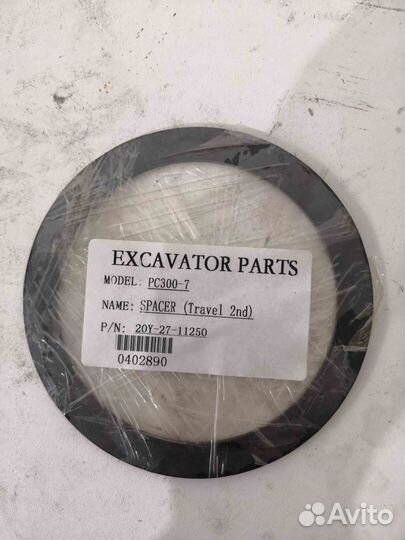 EXCAVATOR PARTS
MODEL: PC300-7
NAME: SPACER (Travel 2nd)
P/N: 20Y-27-11250
0402890
Avito